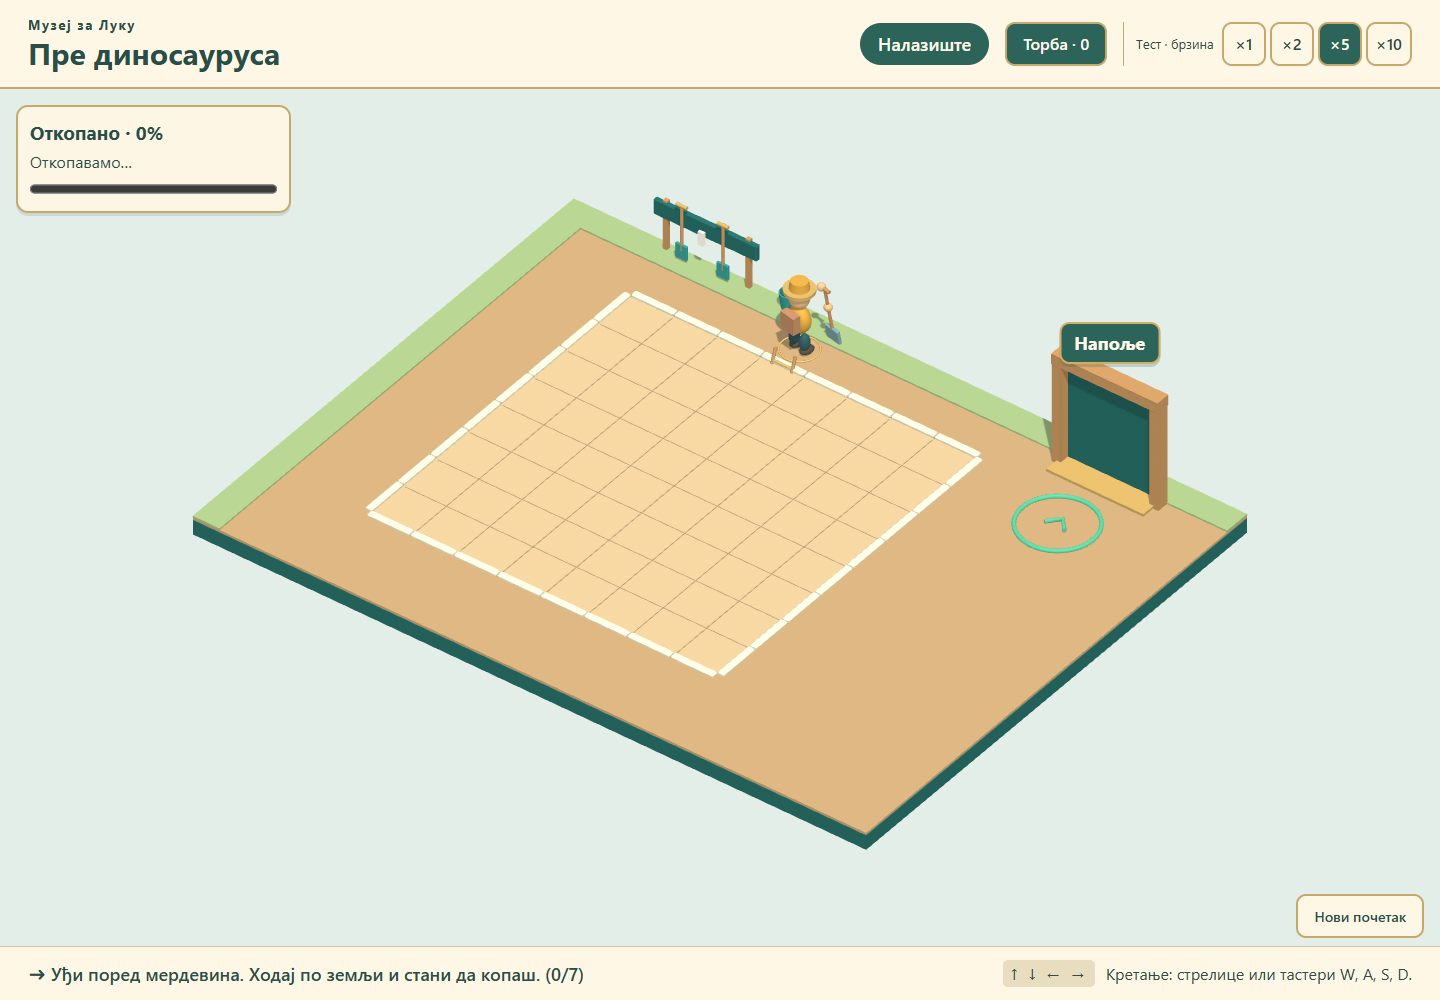 Музеј за Луку
Пре диносауруса
Налазиште
Торба · 0
Тест · брзина
×1
×2
×5
×10
Откопано · 0%
Откопавамо...
Напоље
Нови почетак
→ Уђи поред мердевина. Ходај по земљи и стани да копаш. (0/7)
↑ ↓ ← → Кретање: стрелице или тастери W, A, S, D.